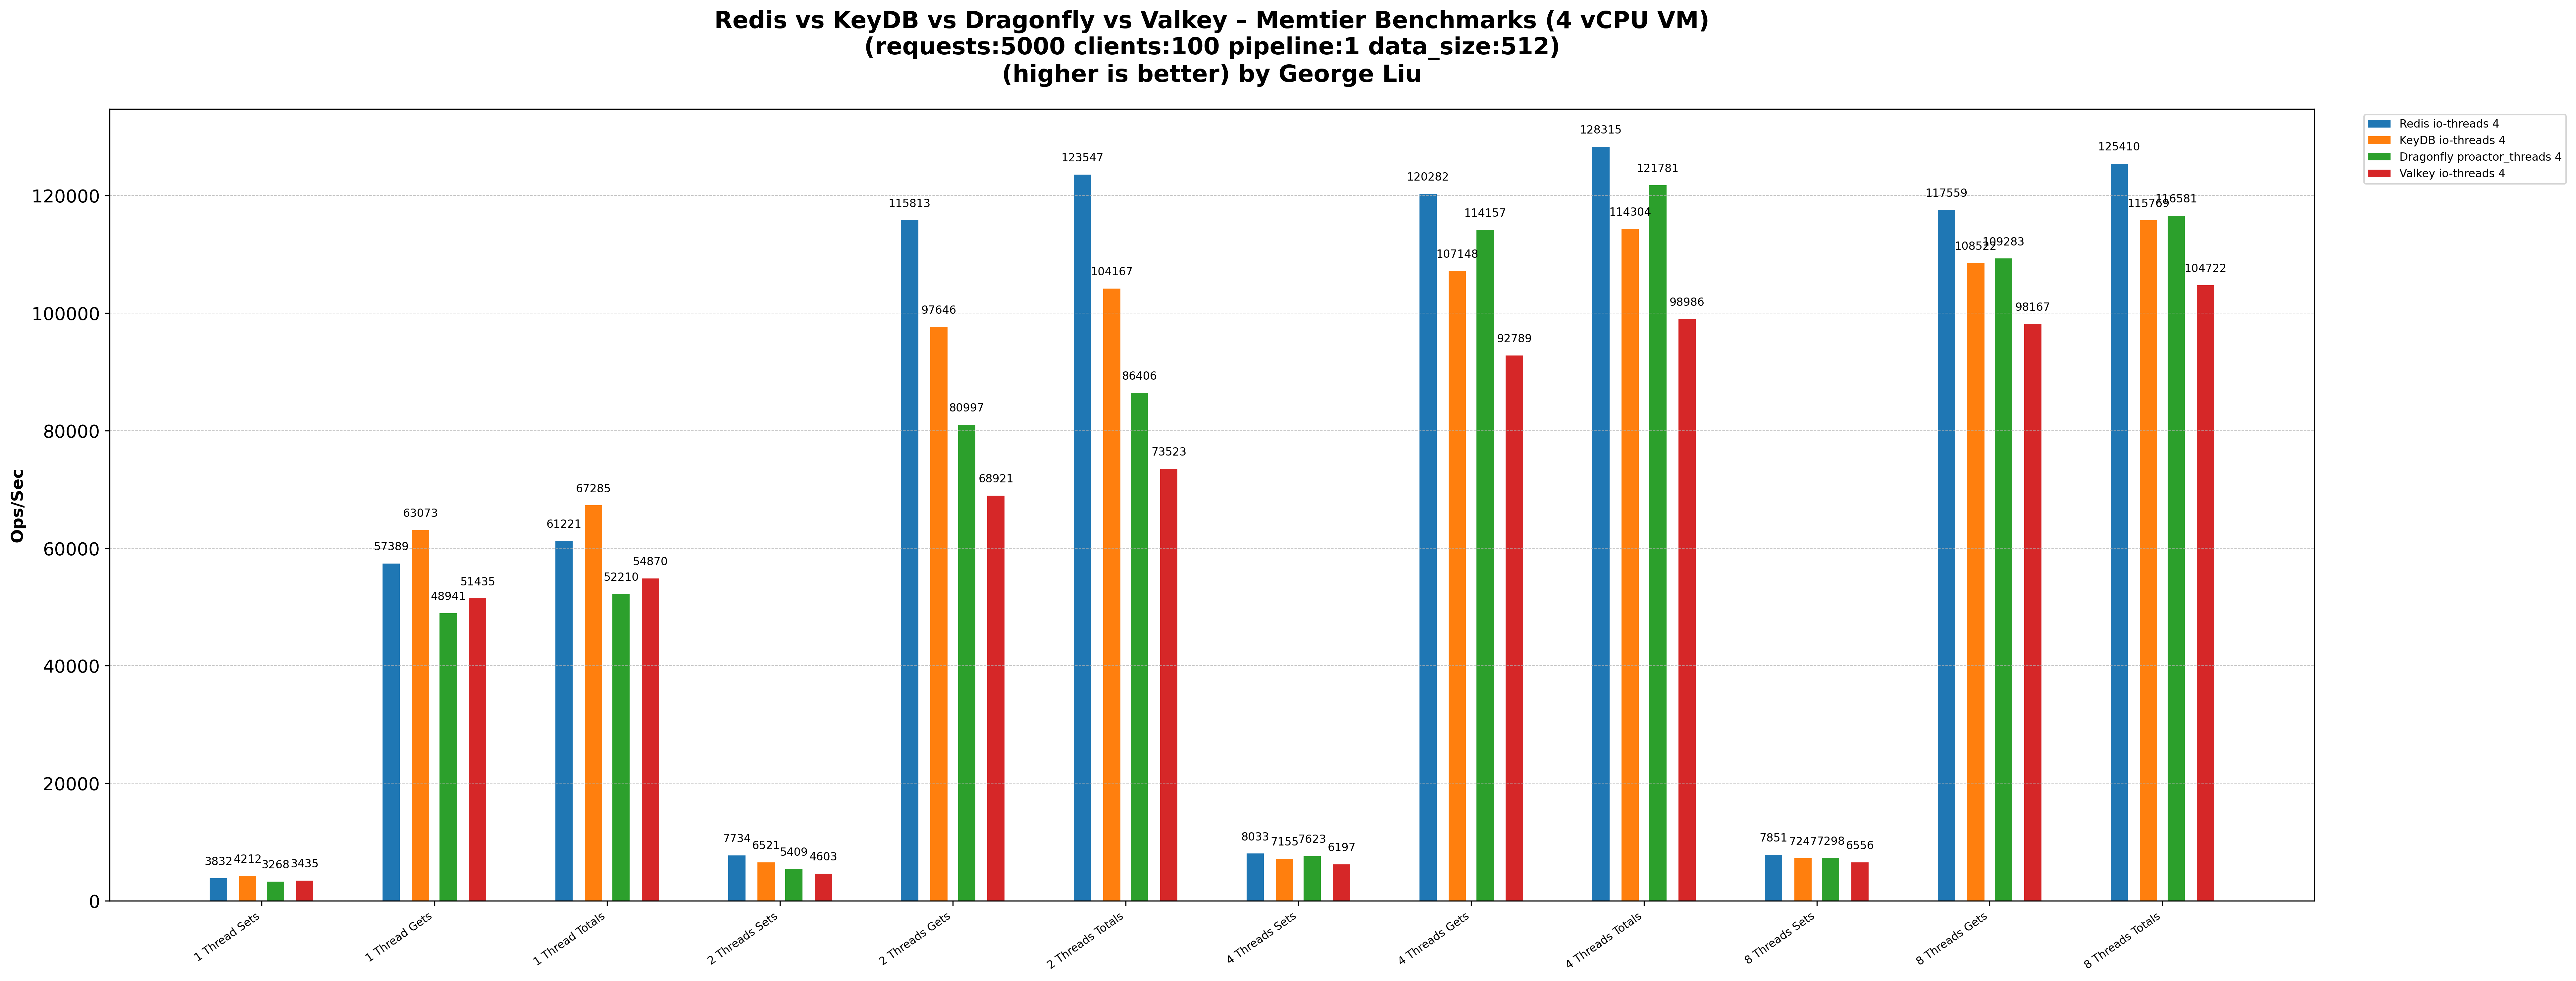 Redis vs KeyDB vs Dragonfly vs Valkey – Memtier Benchmarks (4 vCPU VM)
(requests:5000 clients:100 pipeline:1 data_size:512)
(higher is better) by George Liu
Redis io-threads 4
KeyDB io-threads 4
Dragonfly proactor_threads 4
Valkey io-threads 4
Ops/Sec
120000
100000
80000
60000
40000
20000
0
3832
4212
3268
3435
57389
63073
48941
51435
61221
67285
52210
54870
7734
6521
5409
4603
115813
97646
80997
68921
123547
104167
86406
73523
8033
7155
7623
6197
120282
107148
114157
92789
128315
114304
121781
98986
7851
7247
7298
6556
117559
108522
109283
98167
125410
115769
116581
104722
1 Thread Sets
1 Thread Gets
1 Thread Totals
2 Threads Sets
2 Threads Gets
2 Threads Totals
4 Threads Sets
4 Threads Gets
4 Threads Totals
8 Threads Sets
8 Threads Gets
8 Threads Totals